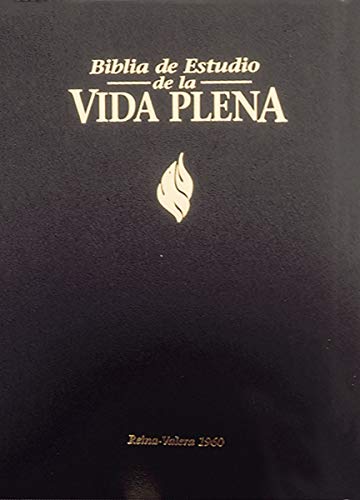 Biblia de Estudio
de la
VIDA PLENA
Reina-Valera 1960